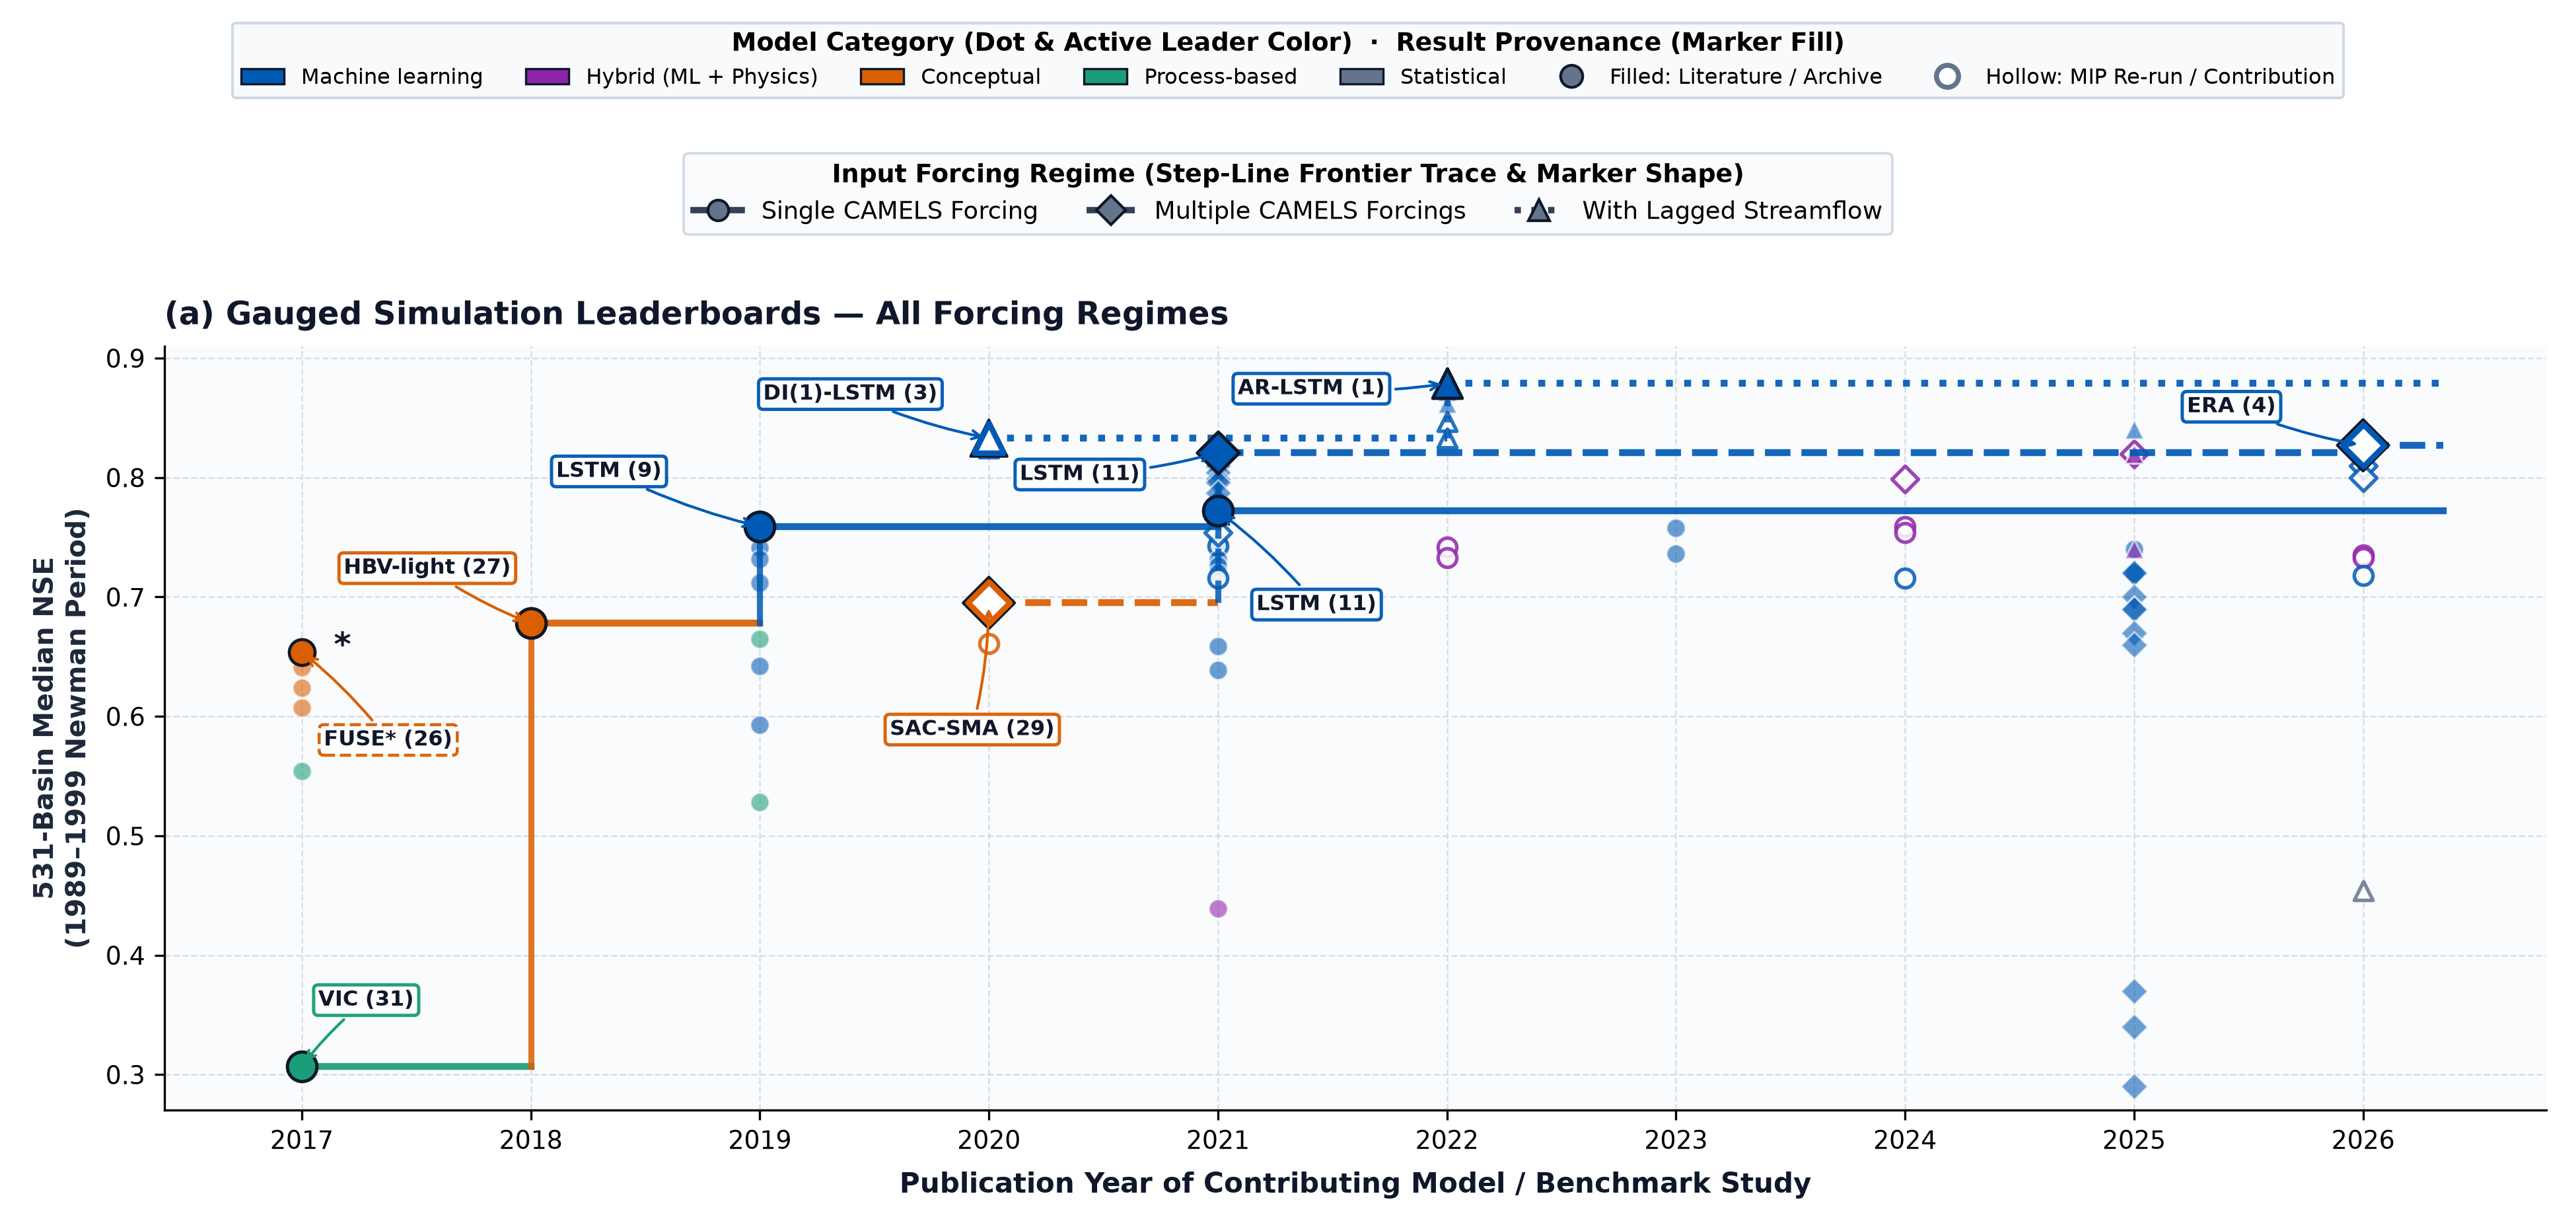 Model Category (Dot & Active Leader Color)  ·  Result Provenance (Marker Fill)
Machine learning
Hybrid (ML + Physics)
Conceptual
Process-based
Statistical
Filled: Literature / Archive
Hollow: MIP Re-run / Contribution
Input Forcing Regime (Step-Line Frontier Trace & Marker Shape)
Single CAMELS Forcing
Multiple CAMELS Forcings
With Lagged Streamflow
(a) Gauged Simulation Leaderboards — All Forcing Regimes
531-Basin Median NSE
(1989–1999 Newman Period)
0.9
0.8
0.7
0.6
0.5
0.4
0.3
DI(1)-LSTM (3)
AR-LSTM (1)
ERA (4)
LSTM (9)
LSTM (11)
HBV-light (27)
LSTM (11)
*
FUSE* (26)
SAC-SMA (29)
VIC (31)
2017
2018
2019
2020
2021
2022
2023
2024
2025
2026
Publication Year of Contributing Model / Benchmark Study